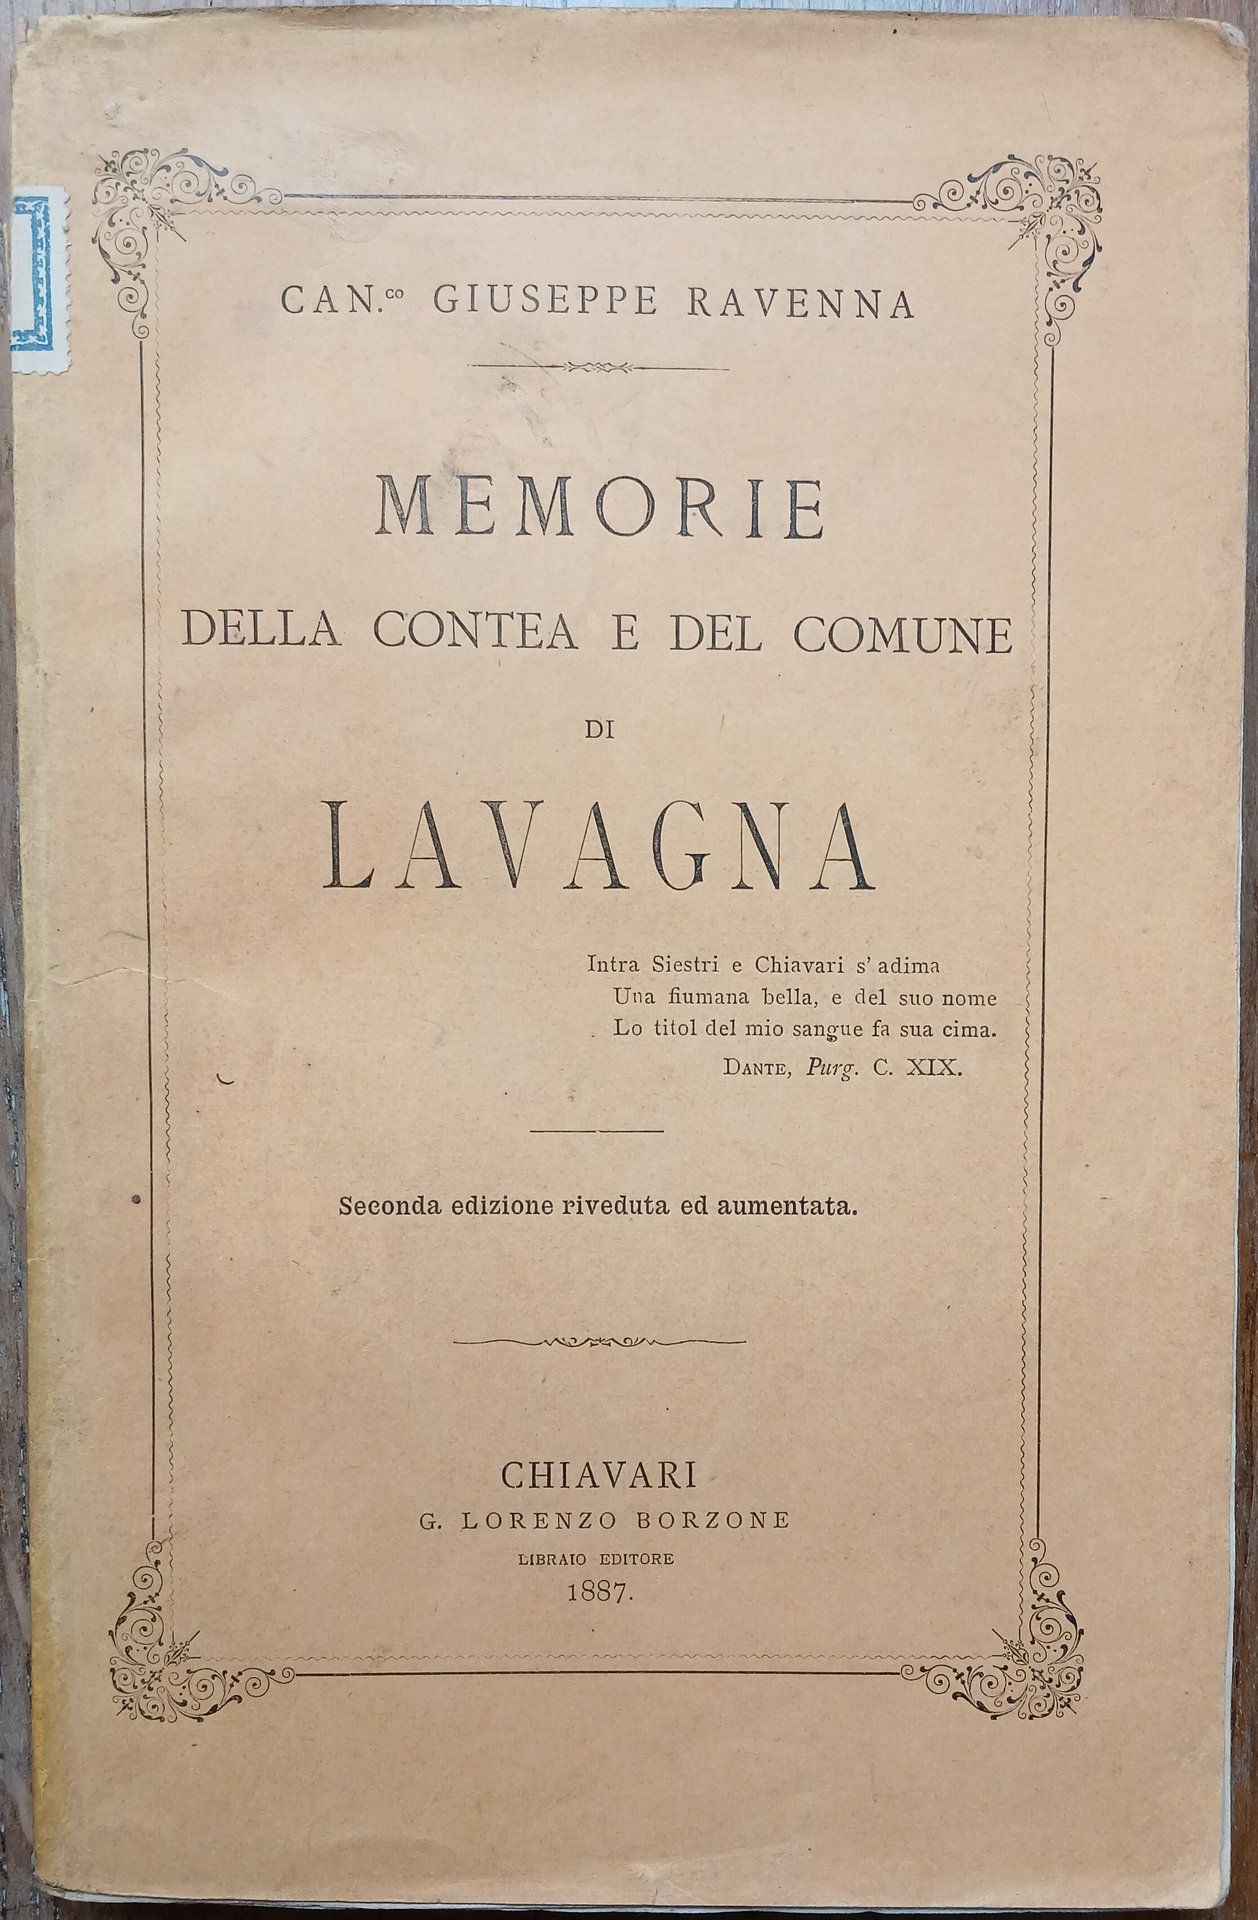 CAN.co GIUSEPPE RAVENNA
MEMORIE
DELLA CONTEA E DEL COMUNE
DI
LAVAGNA
Intra Siestri e Chiavari s' adima
Una fiumana bella, e del suo nome
Lo titol del mio sangue fa sua cima.
DANTE, Purg. C. XIX.
Seconda edizione riveduta ed aumentata.
CHIAVARI
G. LORENZO BORZONE
LIBRAIO EDITORE
1887.